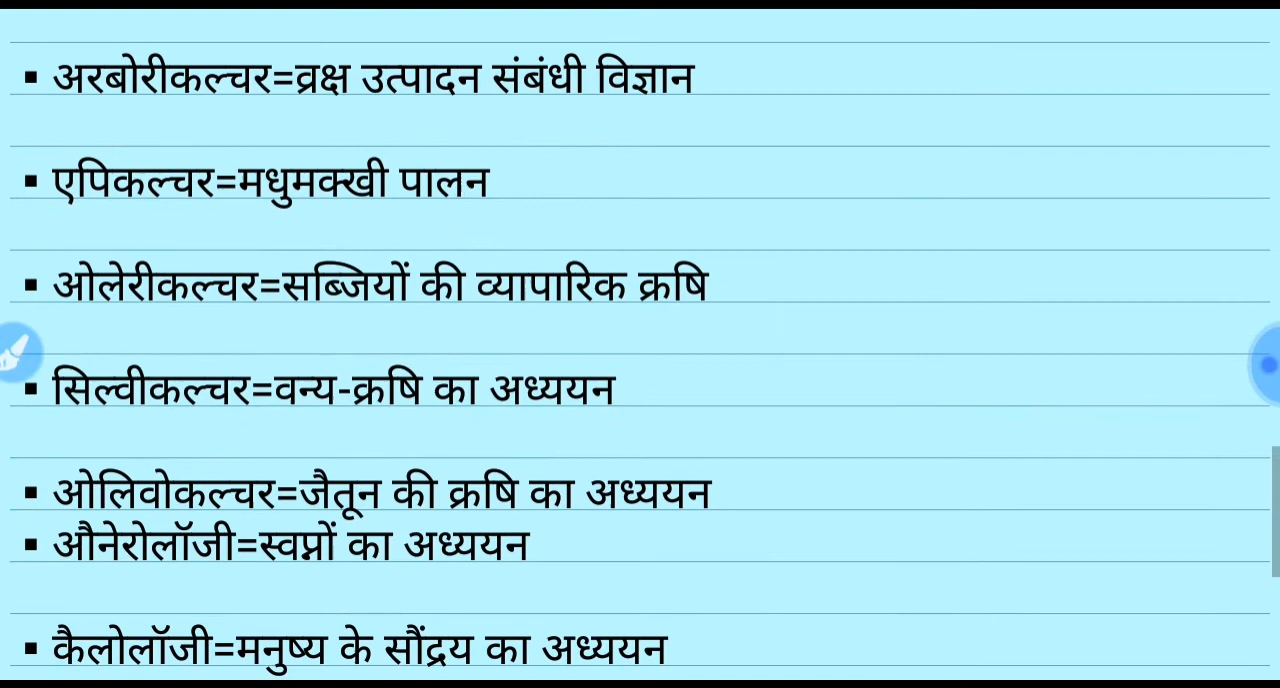 ▪ अरबोरीकल्चर=व्रक्ष उत्पादन संबंधी विज्ञान
▪ एपिकल्चर=मधुमक्खी पालन
▪ ओलेरीकल्चर=सब्जियों की व्यापारिक क्रषि
▪ सिल्वीकल्चर=वन्य-क्रषि का अध्ययन
▪ ओलिवोकल्चर=जैतून की क्रषि का अध्ययन
▪ औनेरोलॉजी=स्वप्नों का अध्ययन
▪ कैलोलॉजी=मनुष्य के सौंद्रय का अध्ययन